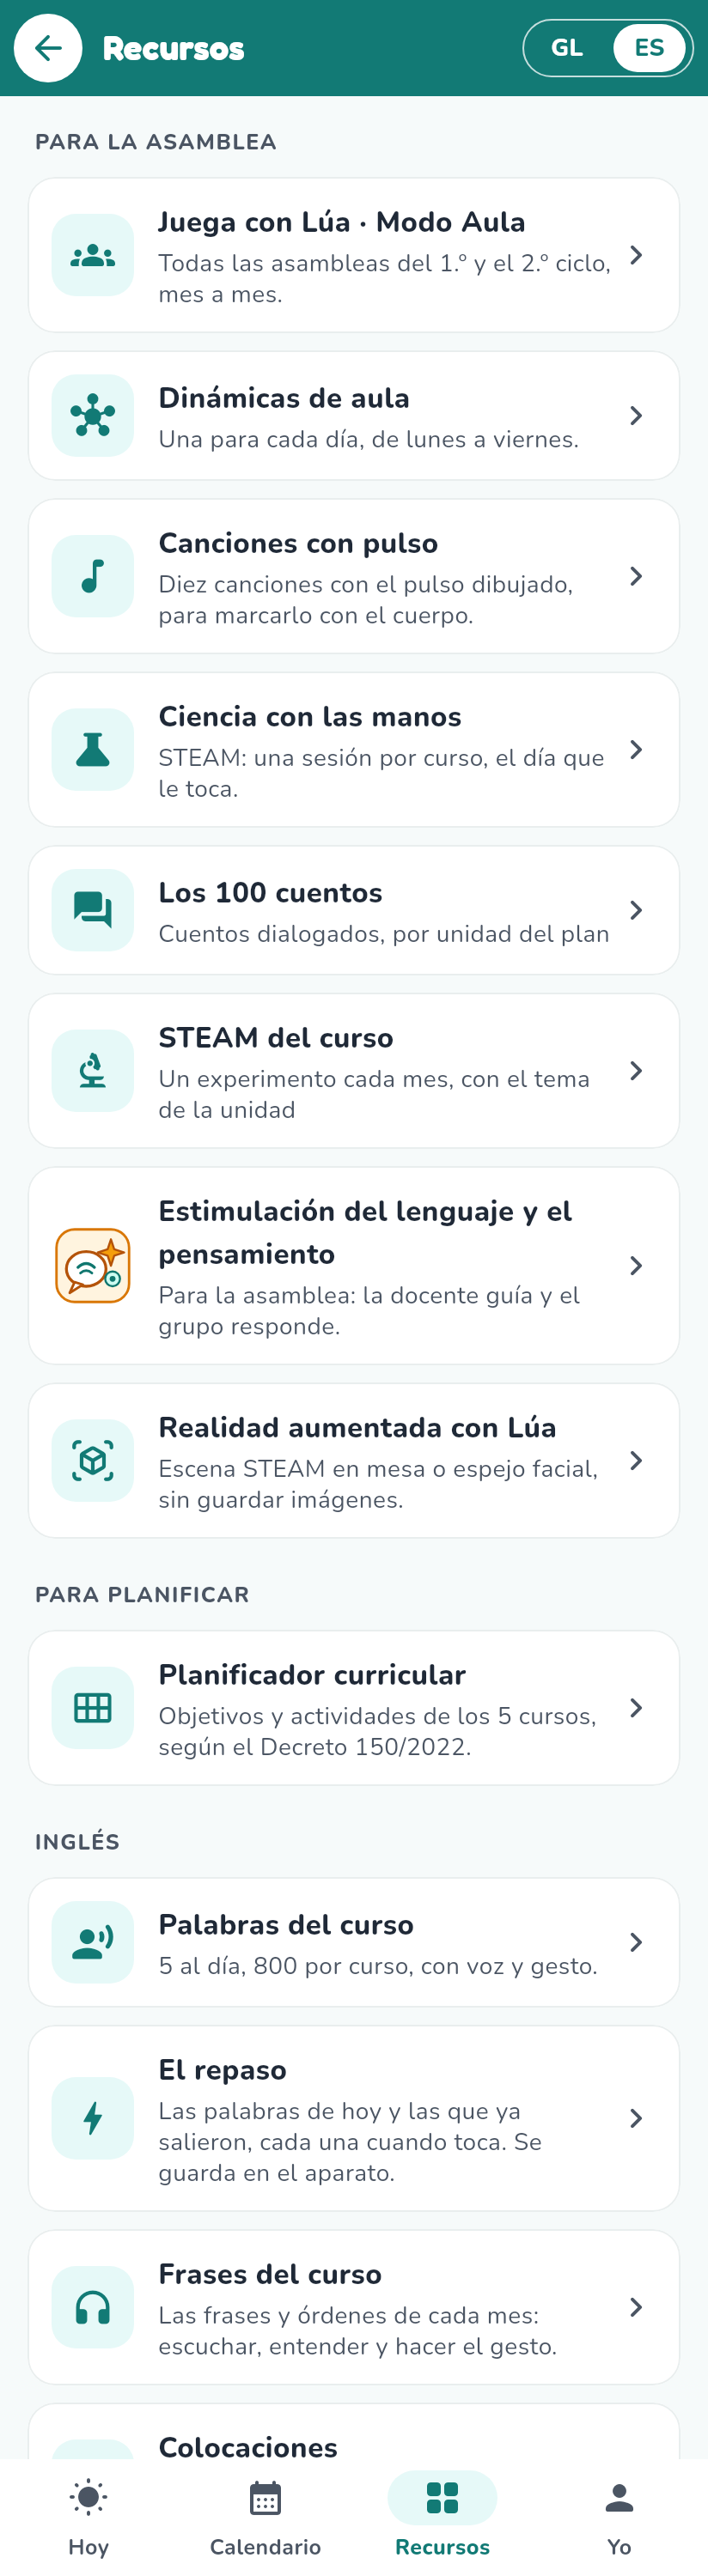 Recursos
GL
ES
PARA LA ASAMBLEA
Juega con Lúa · Modo Aula
Todas las asambleas del 1.º y el 2.º ciclo,
mes a mes.
Dinámicas de aula
Una para cada día, de lunes a viernes.
Canciones con pulso
Diez canciones con el pulso dibujado,
para marcarlo con el cuerpo.
Ciencia con las manos
STEAM: una sesión por curso, el día que
le toca.
Los 100 cuentos
Cuentos dialogados, por unidad del plan
STEAM del curso
Un experimento cada mes, con el tema
de la unidad
Estimulación del lenguaje y el
pensamiento
Para la asamblea: la docente guía y el
grupo responde.
Realidad aumentada con Lúa
Escena STEAM en mesa o espejo facial,
sin guardar imágenes.
PARA PLANIFICAR
Planificador curricular
Objetivos y actividades de los 5 cursos,
según el Decreto 150/2022.
INGLÉS
Palabras del curso
5 al día, 800 por curso, con voz y gesto.
El repaso
Las palabras de hoy y las que ya
salieron, cada una cuando toca. Se
guarda en el aparato.
Frases del curso
Las frases y órdenes de cada mes:
escuchar, entender y hacer el gesto.
Colocaciones
Hoy
Calendario
Recursos
Yo